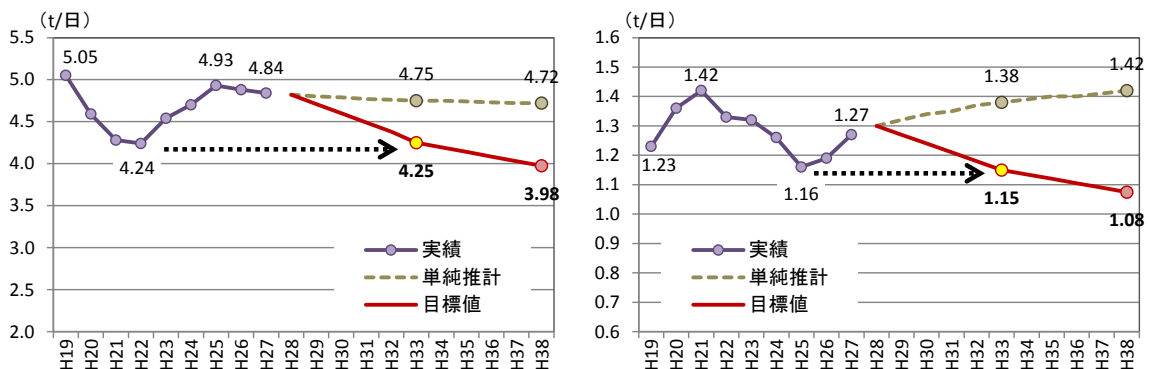 (t/日)
5.5
5.0
4.5
4.0
3.5
3.0
2.5
2.0
5.05
4.24
4.93
4.84
4.75
4.72
4.25
3.98
実績
単純推計
目標値
H19
H20
H21
H22
H23
H24
H25
H26
H27
H28
H29
H30
H31
H32
H33
H34
H35
H36
H37
H38
(t/日)
1.6
1.5
1.4
1.3
1.2
1.1
1.0
0.9
0.8
0.7
0.6
1.23
1.42
1.16
1.27
1.38
1.42
1.15
1.08
実績
単純推計
目標値
H19
H20
H21
H22
H23
H24
H25
H26
H27
H28
H29
H30
H31
H32
H33
H34
H35
H36
H37
H38